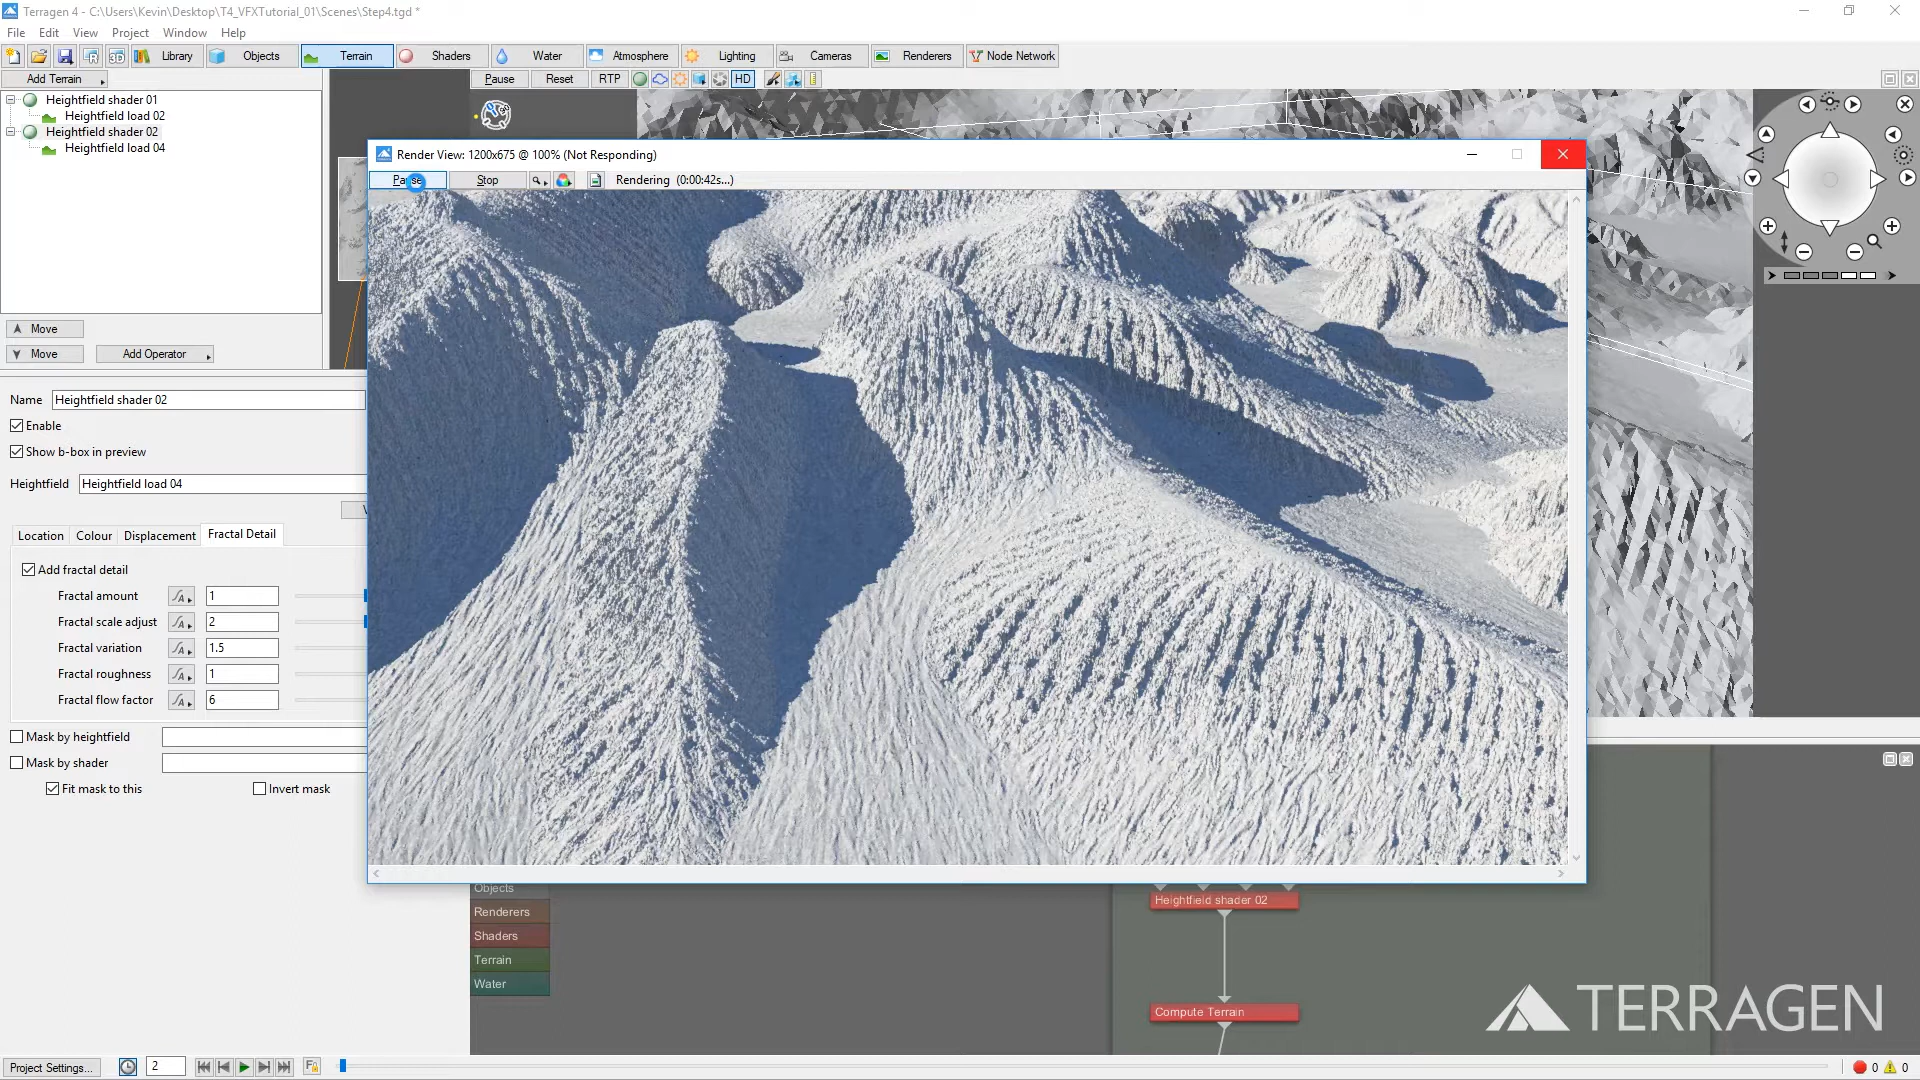 Terragen 4 - C:\Users\Kevin\Desktop\T4_VFXTutorial_01\Scenes\Step4.tgd *
File Edit View Project Window Help
Library Objects Terrain Shaders Water Atmosphere Lighting Cameras Renderers Node Network
Add Terrain Pause Reset RTP HD
Heightfield shader 01
Heightfield load 02
Heightfield shader 02
Heightfield load 04
Move
Move Add Operator
Name Heightfield shader 02
Enable
Show b-box in preview
Heightfield Heightfield load 04
Location Colour Displacement Fractal Detail
Add fractal detail
Fractal amount 1
Fractal scale adjust 2
Fractal variation 1.5
Fractal roughness 1
Fractal flow factor 6
Mask by heightfield
Mask by shader
Fit mask to this Invert mask
Render View: 1200x675 @ 100% (Not Responding)
Pause Stop Rendering (0:00:42s...)
Objects
Renderers
Shaders
Terrain
Water
Heightfield shader 02
Compute Terrain
TERRAGEN
Project Settings... 2 0 0